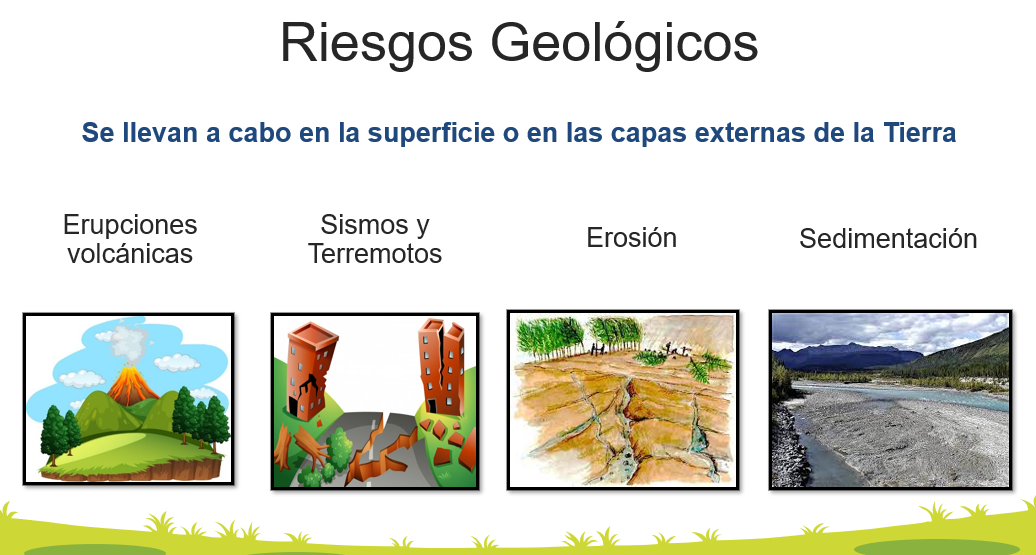 Riesgos Geológicos
Se llevan a cabo en la superficie o en las capas externas de la Tierra
Erupciones
volcánicas
Sismos y
Terremotos
Erosión
Sedimentación